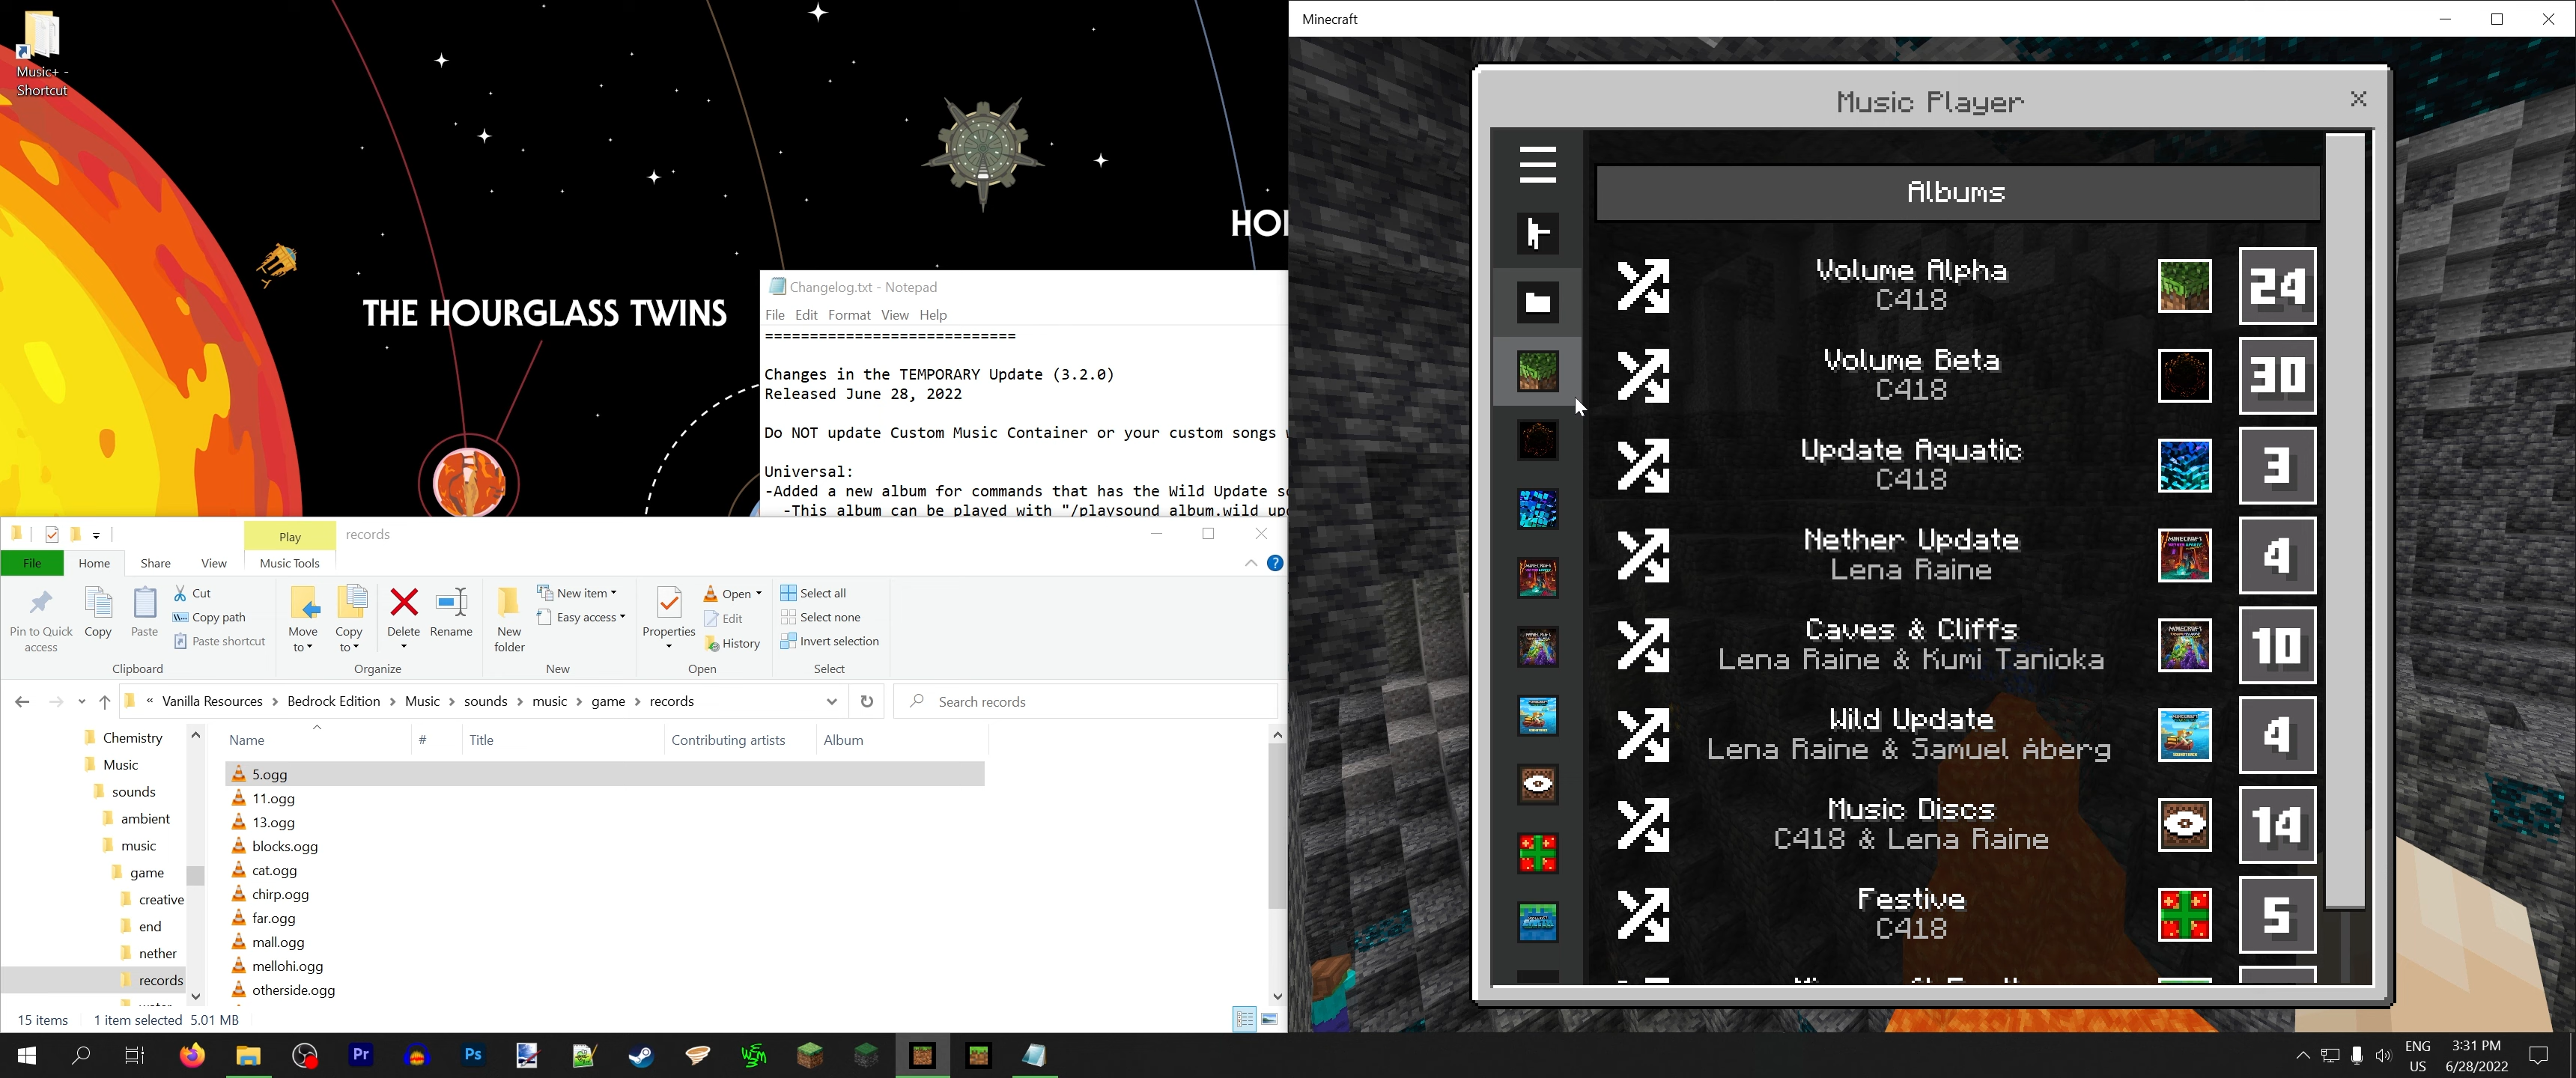 Music+ -
Shortcut
THE HOURGLASS TWINS
Changelog.txt - Notepad
File Edit Format View Help
============================
Changes in the TEMPORARY Update (3.2.0)
Released June 28, 2022
Do NOT update Custom Music Container or your custom songs
Universal:
-Added a new album for commands that has the Wild Update
-This album can be played with "/playsound album.wild
Play
records
File
Home
Share
View
Music Tools
Pin to Quick
access
Copy
Paste
Cut
Copy path
Paste shortcut
Clipboard
Move
to
Copy
to
Delete
Rename
Organize
New
folder
New item
Easy access
New
Properties
Open
Edit
History
Open
Select all
Select none
Invert selection
Select
« Vanilla Resources > Bedrock Edition > Music > sounds > music > game > records
Search records
Chemistry
Music
sounds
ambient
music
game
creative
end
nether
records
Name
#
Title
Contributing artists
Album
5.ogg
11.ogg
13.ogg
blocks.ogg
cat.ogg
chirp.ogg
far.ogg
mall.ogg
mellohi.ogg
otherside.ogg
15 items
1 item selected 5.01 MB
Minecraft
Music Player
Albums
Volume Alpha
C418
24
Volume Beta
C418
30
Update Aquatic
C418
3
Nether Update
Lena Raine
4
Caves & Cliffs
Lena Raine & Kumi Tanioka
10
Wild Update
Lena Raine & Samuel Åberg
4
Music Discs
C418 & Lena Raine
14
Festive
C418
5
Pr
Ps
ENG
US
3:31 PM
6/28/2022